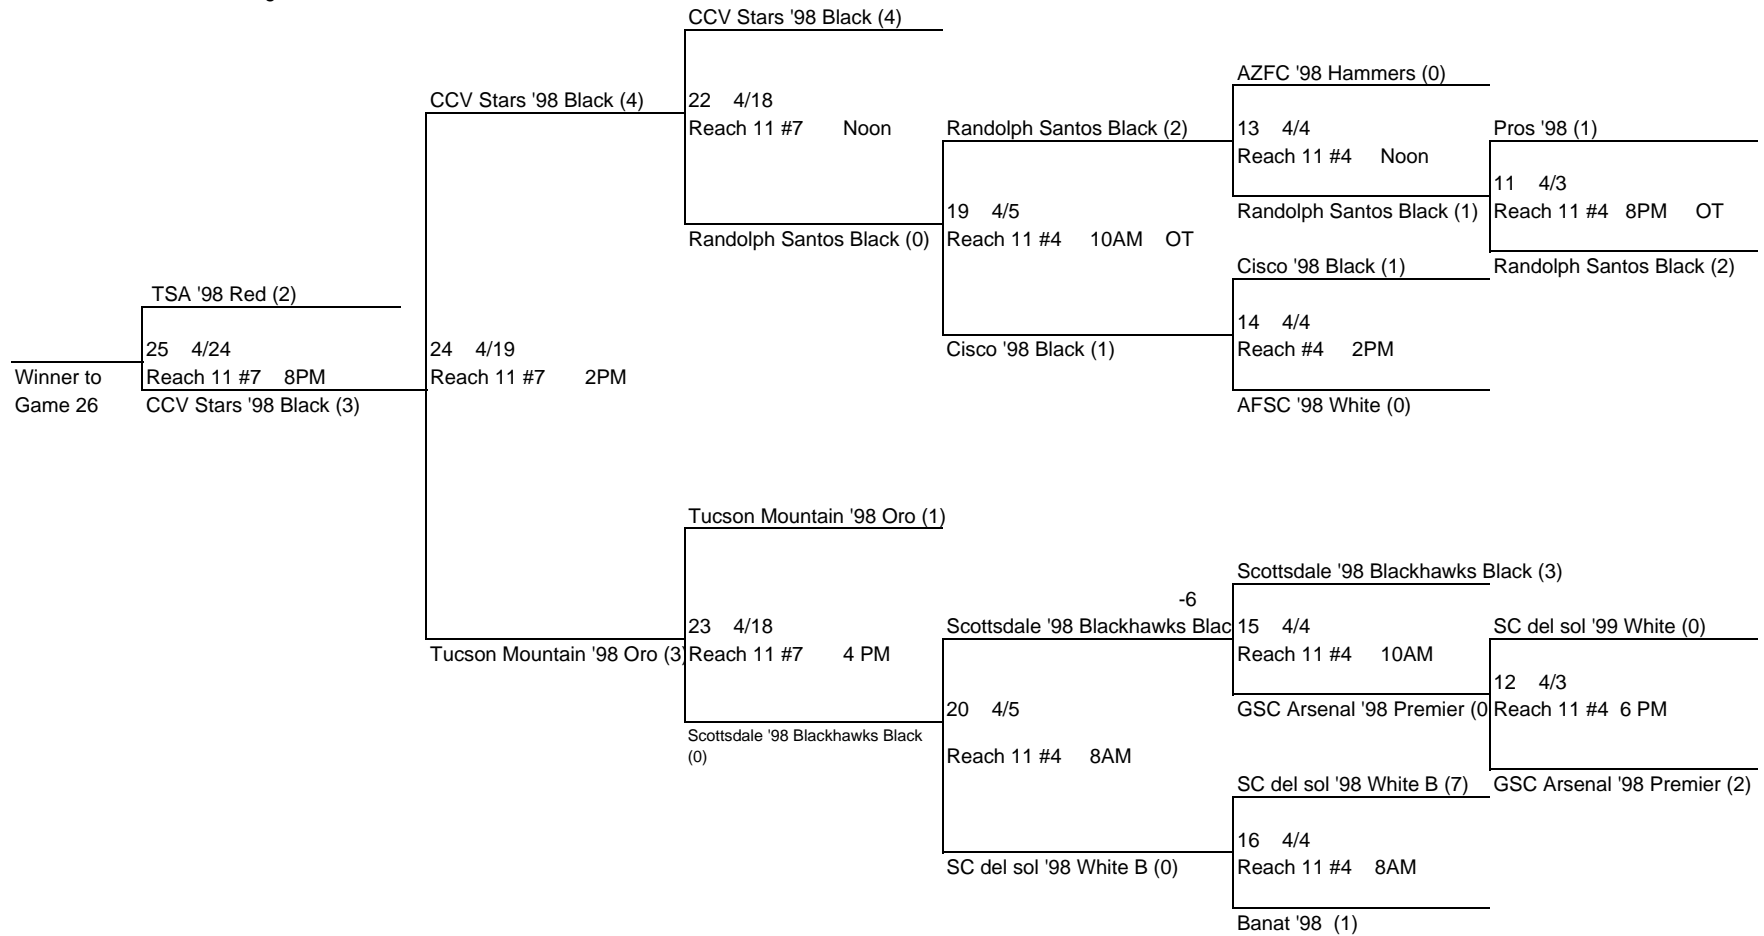 CCV Stars '98 Black (4)
AZFC '98 Hammers (0)
CCV Stars '98 Black (4)
22 4/18
Reach 11 #7 Noon
Randolph Santos Black (2)
13 4/4
Reach 11 #4 Noon
Pros '98 (1)
11 4/3
Reach 11 #4 8PM OT
19 4/5
Reach 11 #4 10AM OT
Randolph Santos Black (1)
Randolph Santos Black (0)
Cisco '98 Black (1)
Randolph Santos Black (2)
TSA '98 Red (2)
14 4/4
Reach #4 2PM
25 4/24
Reach 11 #7 8PM
24 4/19
Reach 11 #7 2PM
Cisco '98 Black (1)
Winner to
Game 26
CCV Stars '98 Black (3)
AFSC '98 White (0)
Tucson Mountain '98 Oro (1)
Scottsdale '98 Blackhawks Black (3)
-6
23 4/18
Reach 11 #7 4 PM
Scottsdale '98 Blackhawks Blac
15 4/4
Reach 11 #4 10AM
SC del sol '99 White (0)
Tucson Mountain '98 Oro (3)
12 4/3
Reach 11 #4 6 PM
20 4/5
Reach 11 #4 8AM
GSC Arsenal '98 Premier (0
Scottsdale '98 Blackhawks Black
(0)
SC del sol '98 White B (7)
GSC Arsenal '98 Premier (2)
16 4/4
Reach 11 #4 8AM
SC del sol '98 White B (0)
Banat '98 (1)